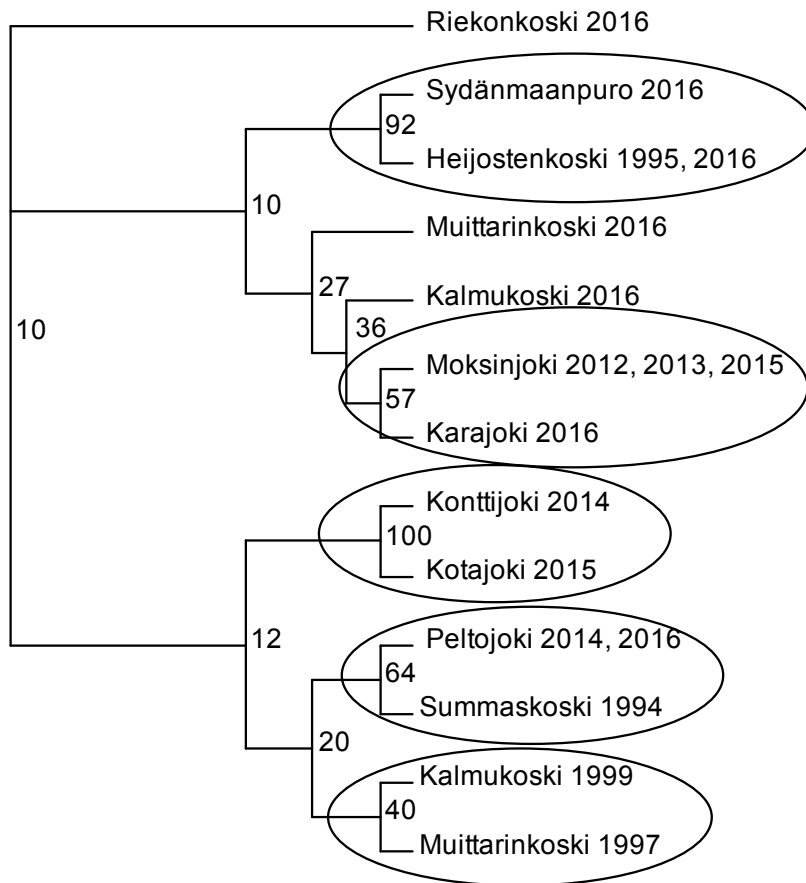 Riekonkoski 2016
Sydänmaanpuro 2016
92
Heijostenkoski 1995, 2016
10
Muittarinkoski 2016
27
Kalmukoski 2016
36
10
Moksinjoki 2012, 2013, 2015
57
Karajoki 2016
Konttijoki 2014
100
Kotajoki 2015
12
Peltojoki 2014, 2016
64
Summaskoski 1994
20
Kalmukoski 1999
40
Muittarinkoski 1997